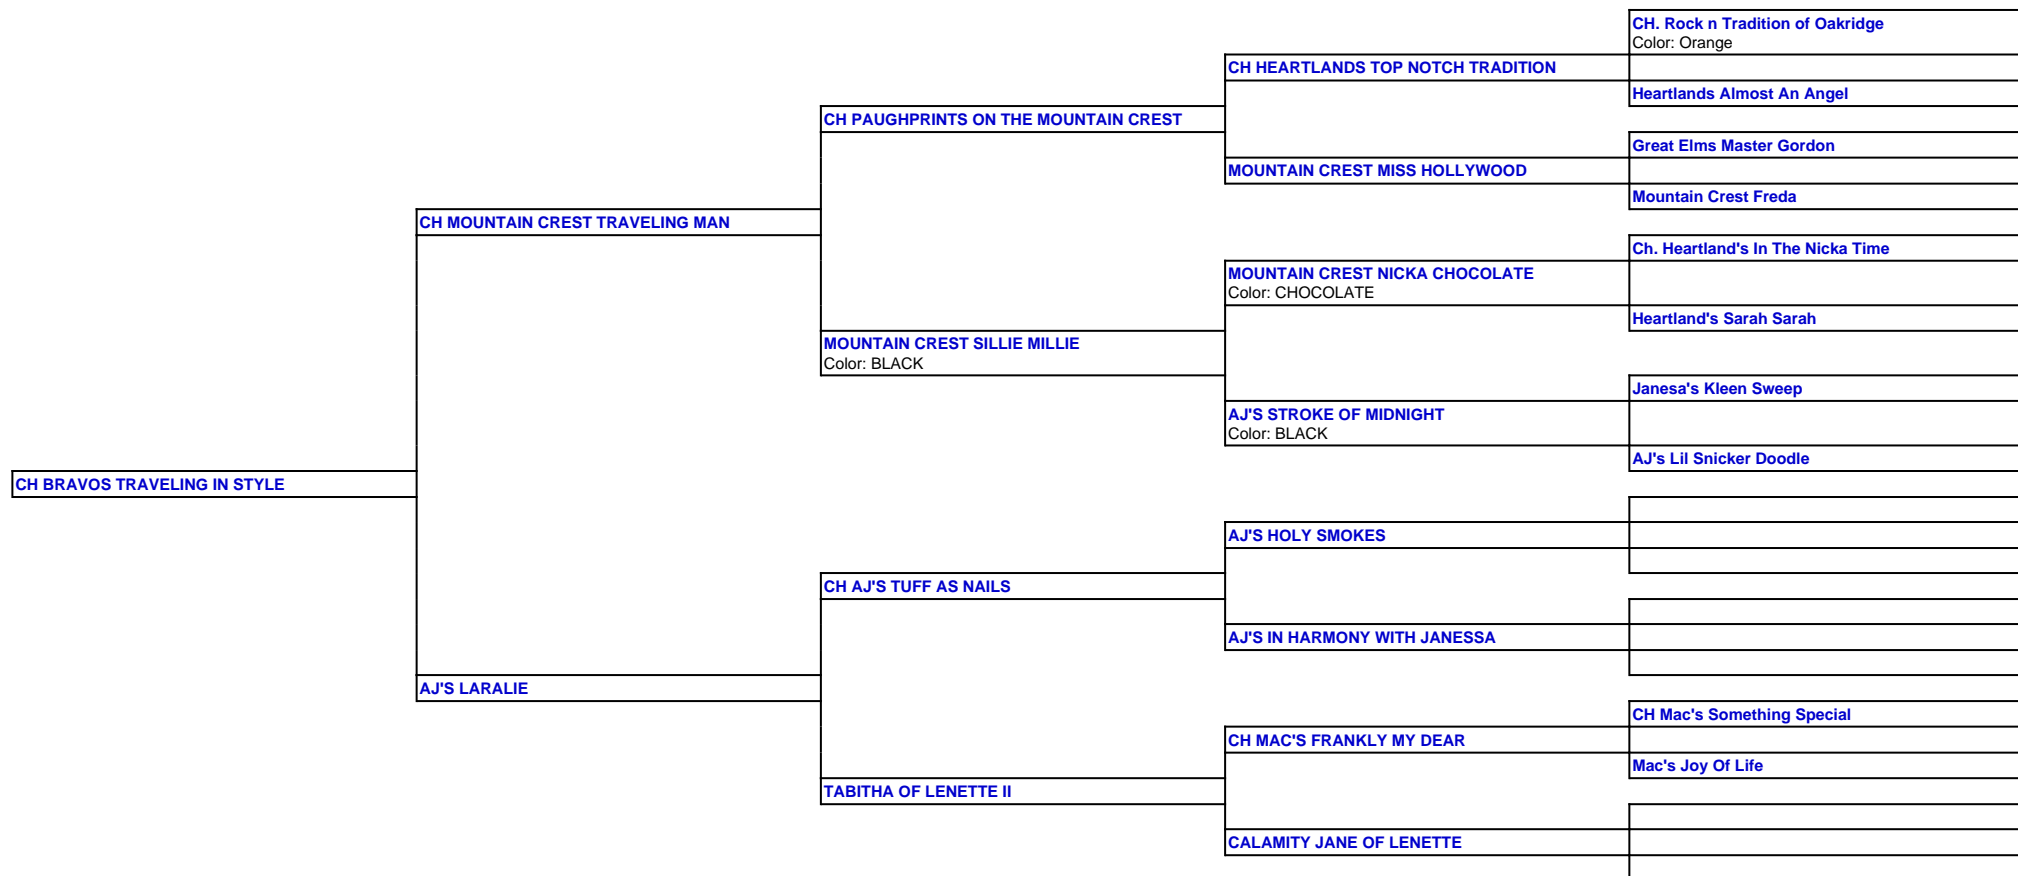 CH. Rock n Tradition of Oakridge
Color: Orange
CH HEARTLANDS TOP NOTCH TRADITION
Heartlands Almost An Angel
CH PAUGHPRINTS ON THE MOUNTAIN CREST
Great Elms Master Gordon
MOUNTAIN CREST MISS HOLLYWOOD
Mountain Crest Freda
CH MOUNTAIN CREST TRAVELING MAN
Ch. Heartland's In The Nicka Time
MOUNTAIN CREST NICKA CHOCOLATE
Color: CHOCOLATE
Heartland's Sarah Sarah
MOUNTAIN CREST SILLIE MILLIE
Color: BLACK
Janesa's Kleen Sweep
AJ'S STROKE OF MIDNIGHT
Color: BLACK
AJ's Lil Snicker Doodle
CH BRAVOS TRAVELING IN STYLE
AJ'S HOLY SMOKES
CH AJ'S TUFF AS NAILS
AJ'S IN HARMONY WITH JANESSA
AJ'S LARALIE
CH Mac's Something Special
CH MAC'S FRANKLY MY DEAR
Mac's Joy Of Life
TABITHA OF LENETTE II
CALAMITY JANE OF LENETTE